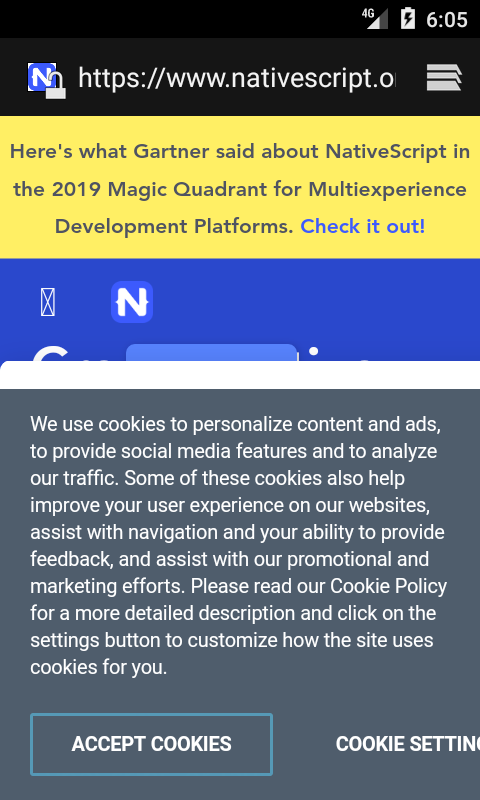 4G 6:05
https://www.nativescript.o
Here's what Gartner said about NativeScript in
the 2019 Magic Quadrant for Multiexperience
Development Platforms. Check it out!
N
We use cookies to personalize content and ads,
to provide social media features and to analyze
our traffic. Some of these cookies also help
improve your user experience on our websites,
assist with navigation and your ability to provide
feedback, and assist with our promotional and
marketing efforts. Please read our Cookie Policy
for a more detailed description and click on the
settings button to customize how the site uses
cookies for you.
ACCEPT COOKIES COOKIE SETTIN